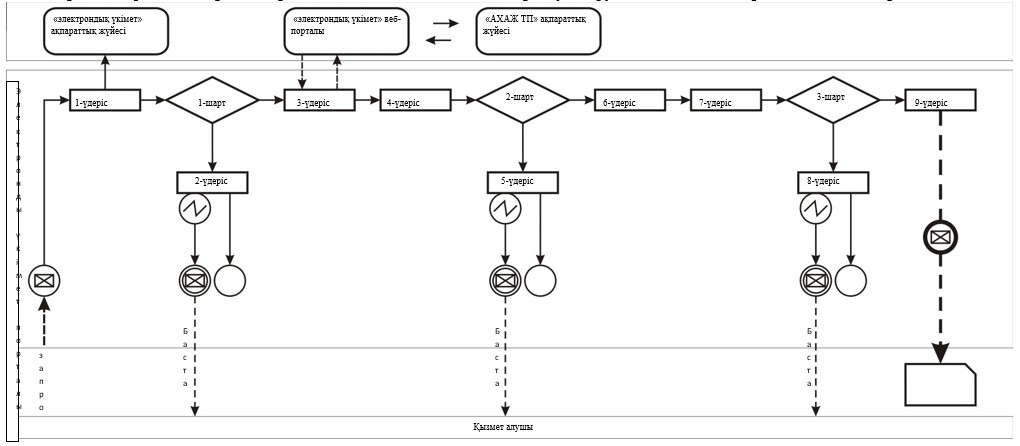 «электрондық үкімет»
ақпараттық жүйесі
«электрондық үкімет» веб-
порталы
«АХАЖ ТП» ақпараттық
жүйесі
1-үдеріс
1-шарт
3-үдеріс
4-үдеріс
2-шарт
6-үдеріс
7-үдеріс
3-шарт
9-үдеріс
2-үдеріс
5-үдеріс
8-үдеріс
Баста
Баста
Баста
запро
Қызмет алушы